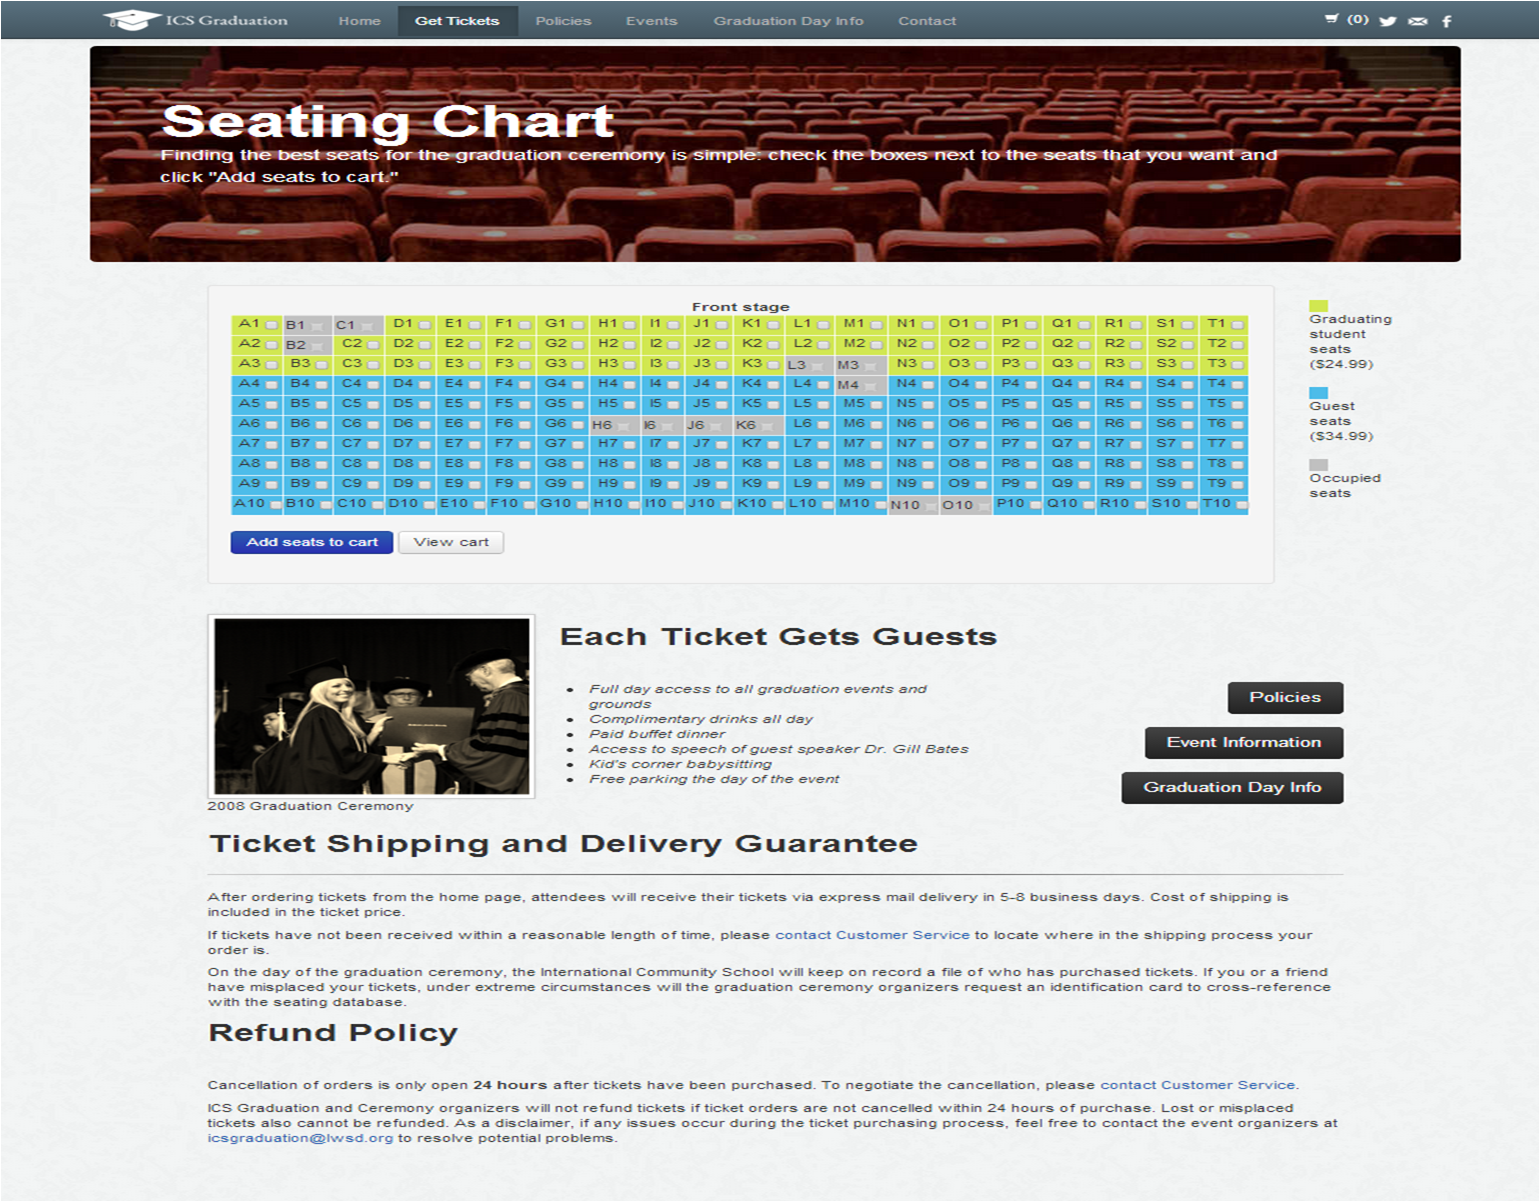 ICS Graduation Home Get Tickets Policies Events Graduation Day Info Contact (0)
Seating Chart
Finding the best seats for the graduation ceremony is simple: check the boxes next to the seats that you want and
click "Add seats to cart."
Front stage
A1 B1 C1 D1 E1 F1 G1 H1 I1 J1 K1 L1 M1 N1 O1 P1 Q1 R1 S1 T1
A2 B2 C2 D2 E2 F2 G2 H2 I2 J2 K2 L2 M2 N2 O2 P2 Q2 R2 S2 T2
A3 B3 C3 D3 E3 F3 G3 H3 I3 J3 K3 L3 M3 N3 O3 P3 Q3 R3 S3 T3
A4 B4 C4 D4 E4 F4 G4 H4 I4 J4 K4 L4 M4 N4 O4 P4 Q4 R4 S4 T4
A5 B5 C5 D5 E5 F5 G5 H5 I5 J5 K5 L5 M5 N5 O5 P5 Q5 R5 S5 T5
A6 B6 C6 D6 E6 F6 G6 H6 I6 J6 K6 L6 M6 N6 O6 P6 Q6 R6 S6 T6
A7 B7 C7 D7 E7 F7 G7 H7 I7 J7 K7 L7 M7 N7 O7 P7 Q7 R7 S7 T7
A8 B8 C8 D8 E8 F8 G8 H8 I8 J8 K8 L8 M8 N8 O8 P8 Q8 R8 S8 T8
A9 B9 C9 D9 E9 F9 G9 H9 I9 J9 K9 L9 M9 N9 O9 P9 Q9 R9 S9 T9
A10 B10 C10 D10 E10 F10 G10 H10 I10 J10 K10 L10 M10 N10 O10 P10 Q10 R10 S10 T10
Add seats to cart View cart
Graduating
student
seats
($24.99)
Guest
seats
($34.99)
Occupied
seats
2008 Graduation Ceremony
Each Ticket Gets Guests
Full day access to all graduation events and
grounds
Complimentary drinks all day
Paid buffet dinner
Access to speech of guest speaker Dr. Gill Bates
Kid's corner babysitting
Free parking the day of the event
Policies
Event Information
Graduation Day Info
Ticket Shipping and Delivery Guarantee
After ordering tickets from the home page, attendees will receive their tickets via express mail delivery in 5-8 business days. Cost of shipping is
included in the ticket price.
If tickets have not been received within a reasonable length of time, please contact Customer Service to locate where in the shipping process your
order is.
On the day of the graduation ceremony, the International Community School will keep on record a file of who has purchased tickets. If you or a friend
have misplaced your tickets, under extreme circumstances will the graduation ceremony organizers request an identification card to cross-reference
with the seating database.
Refund Policy
Cancellation of orders is only open 24 hours after tickets have been purchased. To negotiate the cancellation, please contact Customer Service.
ICS Graduation and Ceremony organizers will not refund tickets if ticket orders are not cancelled within 24 hours of purchase. Lost or misplaced
tickets also cannot be refunded. As a disclaimer, if any issues occur during the ticket purchasing process, feel free to contact the event organizers at
icsgraduation@lwsd.org to resolve potential problems.